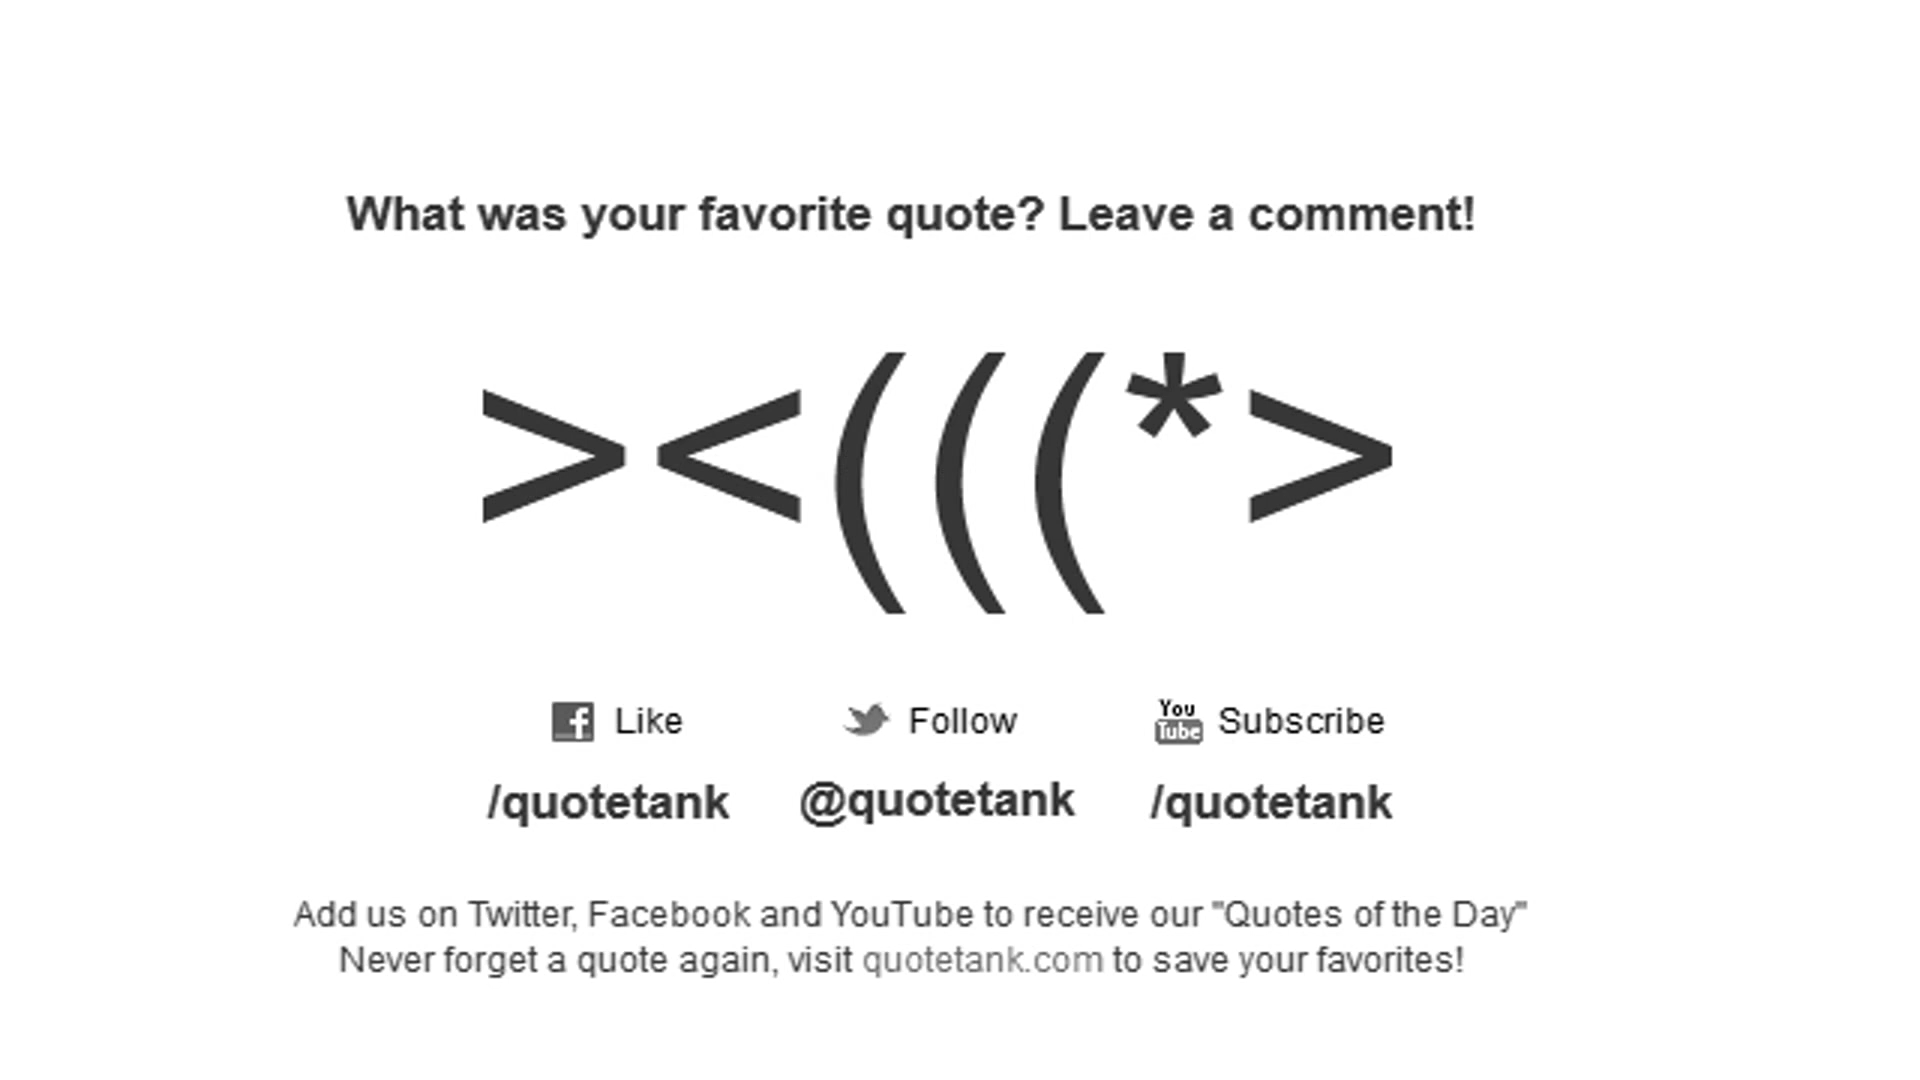 What was your favorite quote? Leave a comment!
><(((*>
f Like
Follow
You Tube Subscribe
/quotetank
@quotetank
/quotetank
Add us on Twitter, Facebook and YouTube to receive our "Quotes of the Day"
Never forget a quote again, visit quotetank.com to save your favorites!